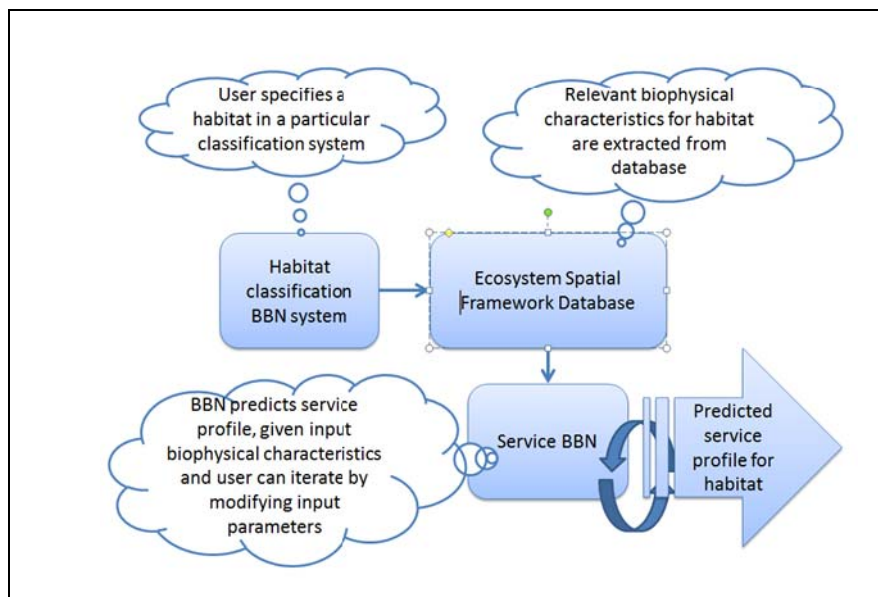 User specifies a
habitat in a particular
classification system
Relevant biophysical
characteristics for habitat
are extracted from
database
Habitat
classification
BBN system
Ecosystem Spatial
Framework Database
BBN predicts service
profile, given input
biophysical characteristics
and user can iterate by
modifying input
parameters
Service BBN
Predicted
service
profile for
habitat